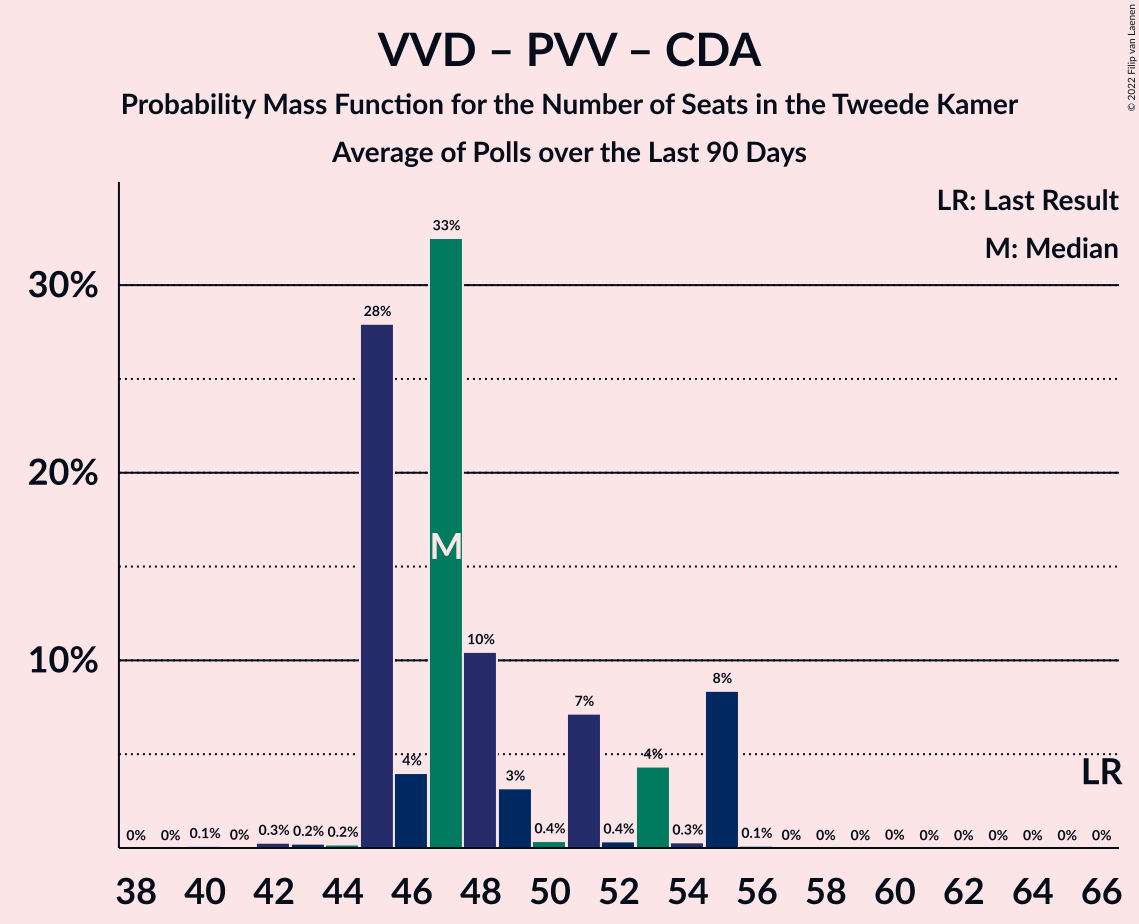 VVD – PVV – CDA
Probability Mass Function for the Number of Seats in the Tweede Kamer
Average of Polls over the Last 90 Days
© 2022 Filip van Laenen
LR: Last Result
M: Median
30%
20%
10%
0% 0% 0.1% 0% 0.3% 0.2% 0.2% 28% 4% 33% 10% 3% 0.4% 7% 0.4% 4% 0.3% 8% 0.1% 0% 0% 0% 0% 0% 0% 0% 0% 0% 0%
M
LR
38 40 42 44 46 48 50 52 54 56 58 60 62 64 66